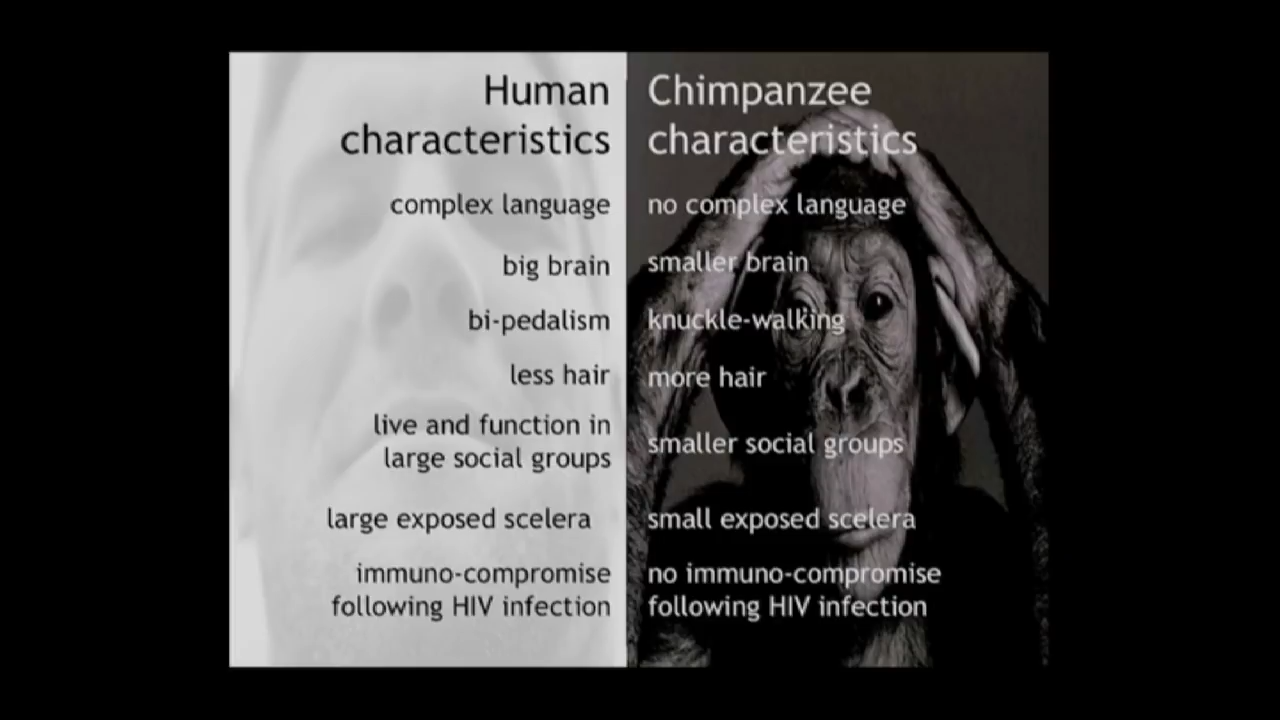 Human
characteristics
complex language
big brain
bi-pedalism
less hair
live and function in
large social groups
large exposed scelera
immuno-compromise
following HIV infection
Chimpanzee
characteristics
no complex language
smaller brain
knuckle-walking
more hair
smaller social groups
small exposed scelera
no immuno-compromise
following HIV infection